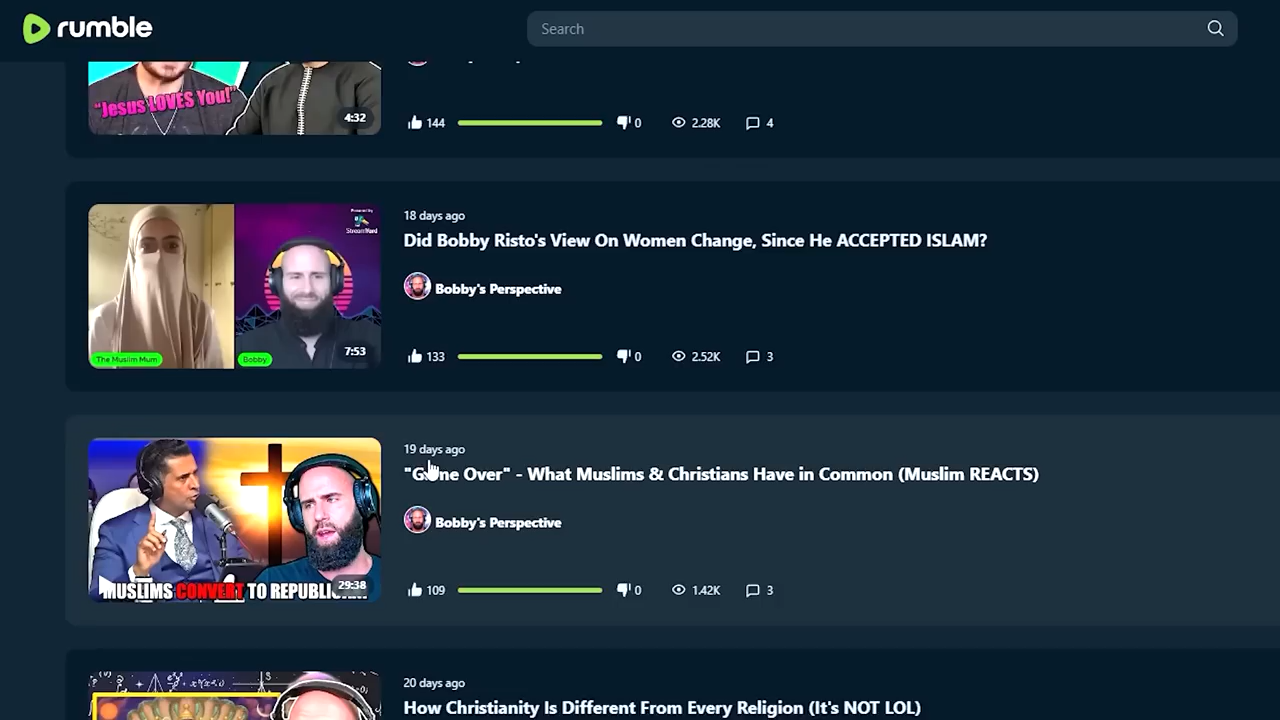 rumble
Search
"Jesus LOVES You!"
4:32
144
0
2.28K
4
18 days ago
Did Bobby Risto's View On Women Change, Since He ACCEPTED ISLAM?
Powered by
StreamYard
Bobby's Perspective
The Muslim Mum
Bobby
7:53
133
0
2.52K
3
19 days ago
"Gone Over" - What Muslims & Christians Have in Common (Muslim REACTS)
Bobby's Perspective
MUSLIMS CONVERT TO
29:38
109
0
1.42K
3
20 days ago
How Christianity Is Different From Every Religion (It's NOT LOL)